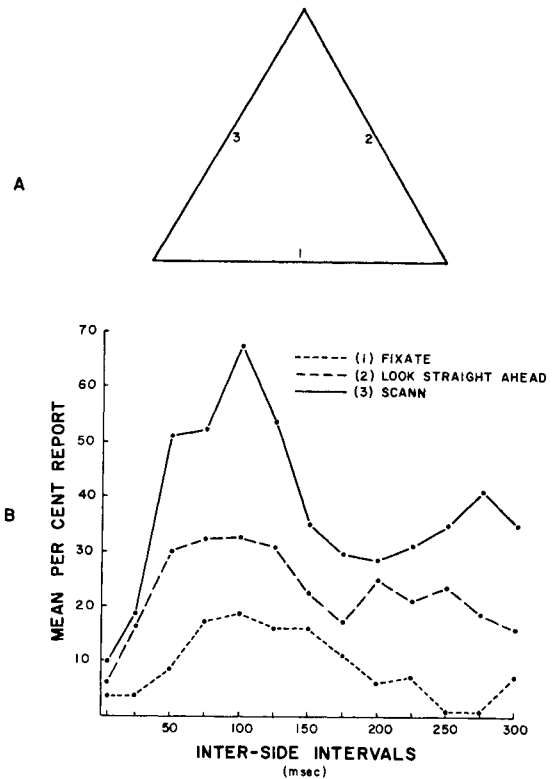 A
3
2
1
B
MEAN PER CENT REPORT
70
60
50
40
30
20
10
(1) FIXATE
(2) LOOK STRAIGHT AHEAD
(3) SCANN
50 100 150 200 250 300
INTER-SIDE INTERVALS
(msec)